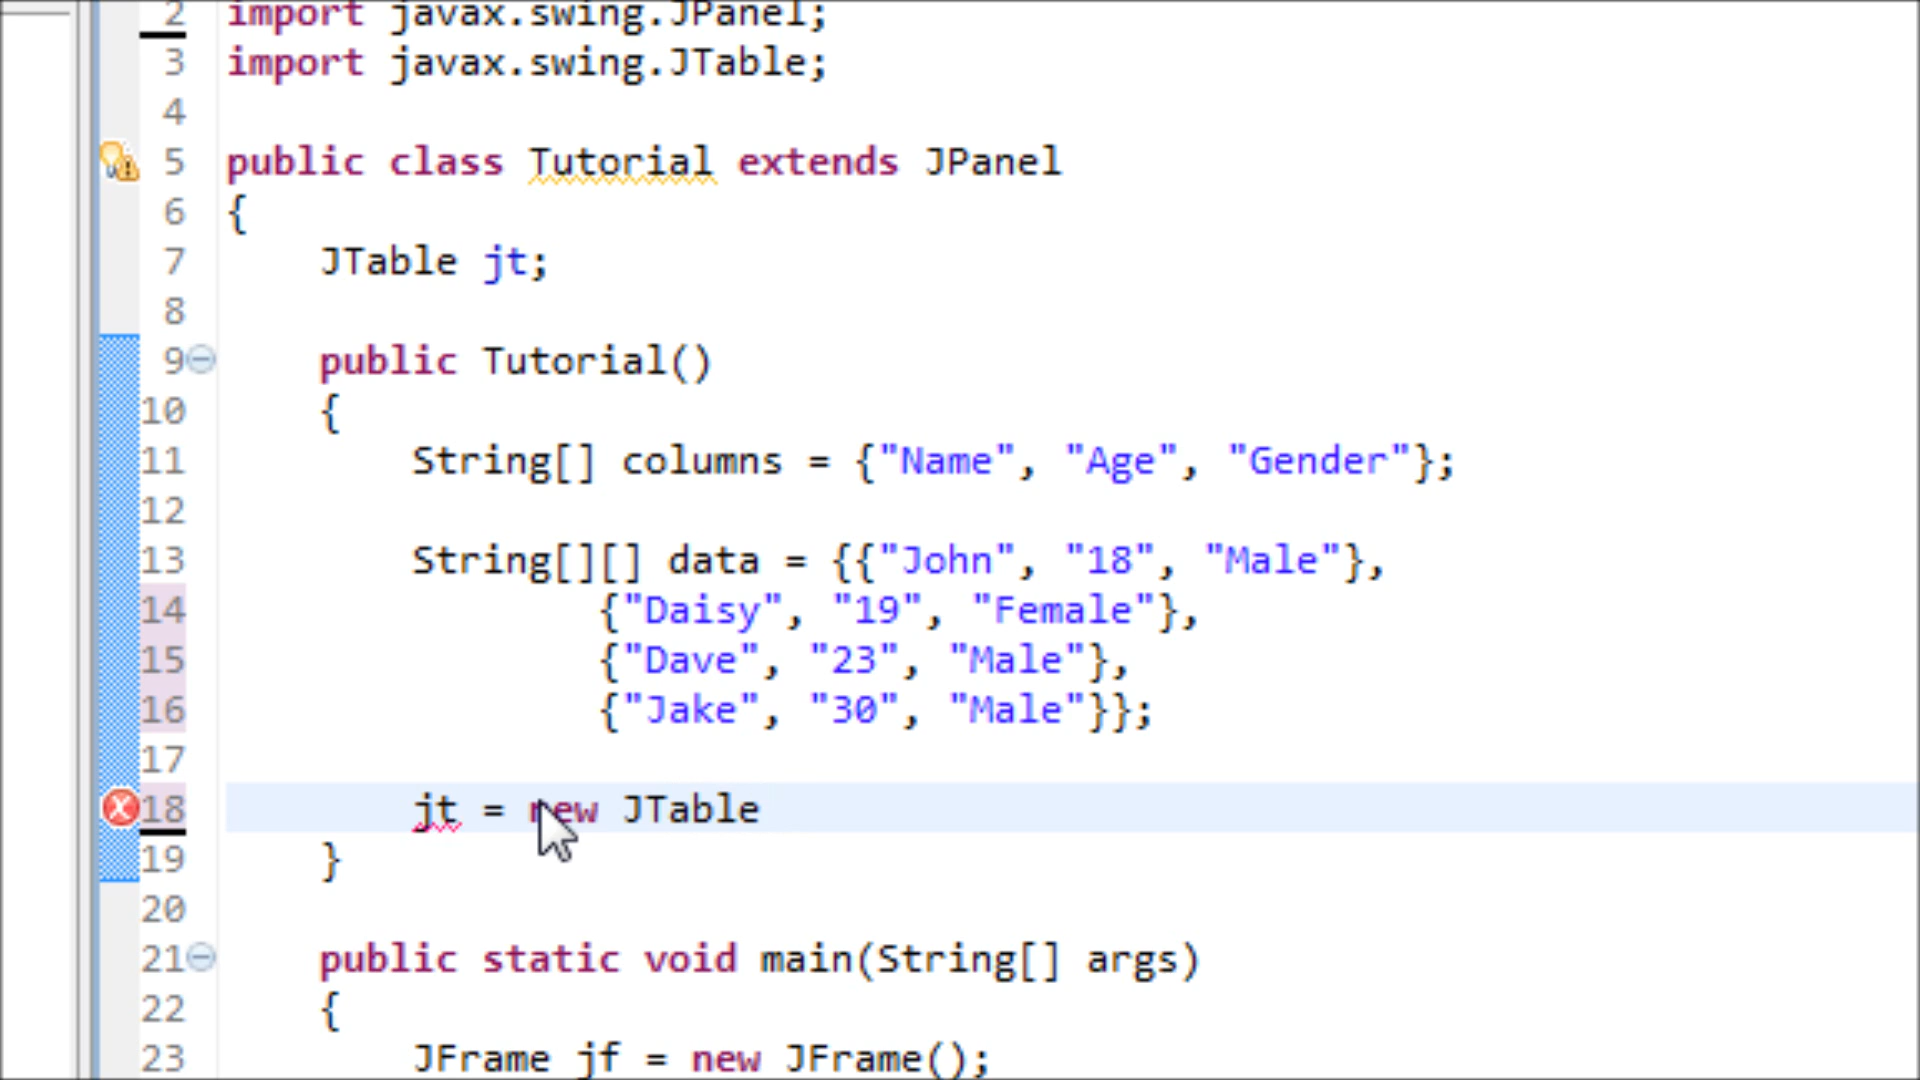 2 import javax.swing.JPanel;
3 import javax.swing.JTable;
4
5 public class Tutorial extends JPanel
6 {
7 JTable jt;
8
9 public Tutorial()
10 {
11 String[] columns = {"Name", "Age", "Gender"};
12
13 String[][] data = {{"John", "18", "Male"},
14 {"Daisy", "19", "Female"},
15 {"Dave", "23", "Male"},
16 {"Jake", "30", "Male"}};
17
18 jt = new JTable
19 }
20
21 public static void main(String[] args)
22 {
23 JFrame jf = new JFrame();